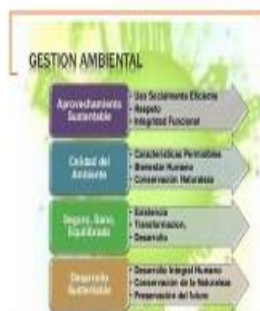 GESTION AMBIENTAL
Aprovechamiento
Sustentable
• Uso Socialmente Eficiente
• Respeto
• Integridad Funcional
Calidad del
Ambiente
• Características Permisibles
• Bienestar Humano
• Conservación Naturaleza
Seguro, Sano,
Equilibrado
• Existencia
• Transformacion,
• Desarrollo
Desarrollo
Sustentable
• Desarrollo Integral Humano
• Conservación de la Naturaleza
• Preservación del futuro